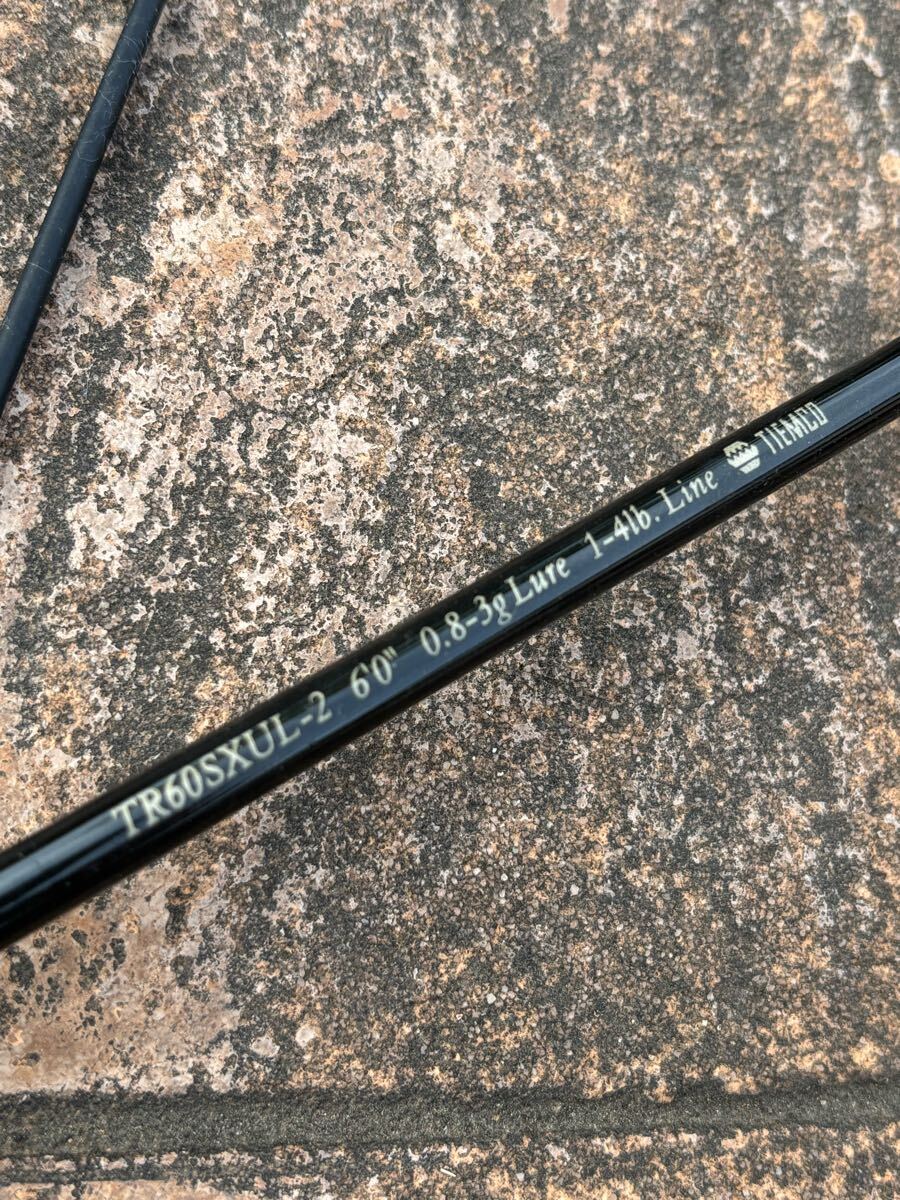 TR60SXUL-2 6'0" 0.8-3g Lure 1-4lb. Line TIEMCO